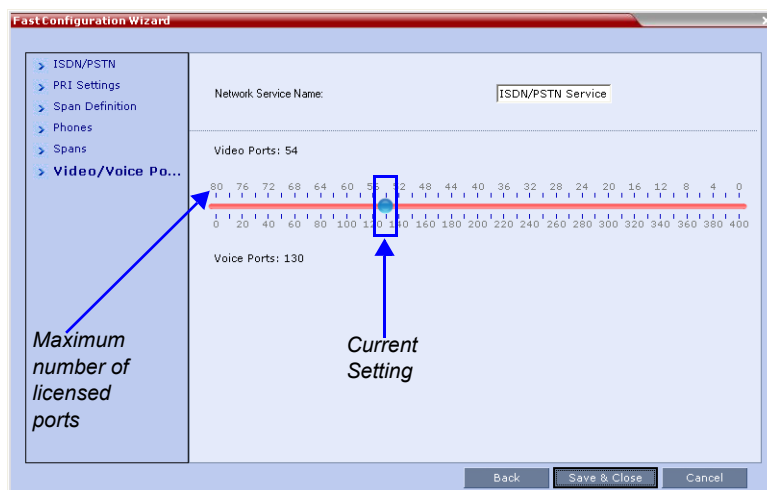 Fast Configuration Wizard
ISDN/PSTN
PRI Settings
Span Definition
Phones
Spans
Video/Voice Po...
Network Service Name:
ISDN/PSTN Service
Video Ports: 54
80 76 72 68 64 60 56 52 48 44 40 36 32 28 24 20 16 12 8 4 0
0 20 40 60 80 100 120 140 160 180 200 220 240 260 280 300 320 340 360 380 400
Voice Ports: 130
Maximum
number of
licensed
ports
Current
Setting
Back
Save & Close
Cancel